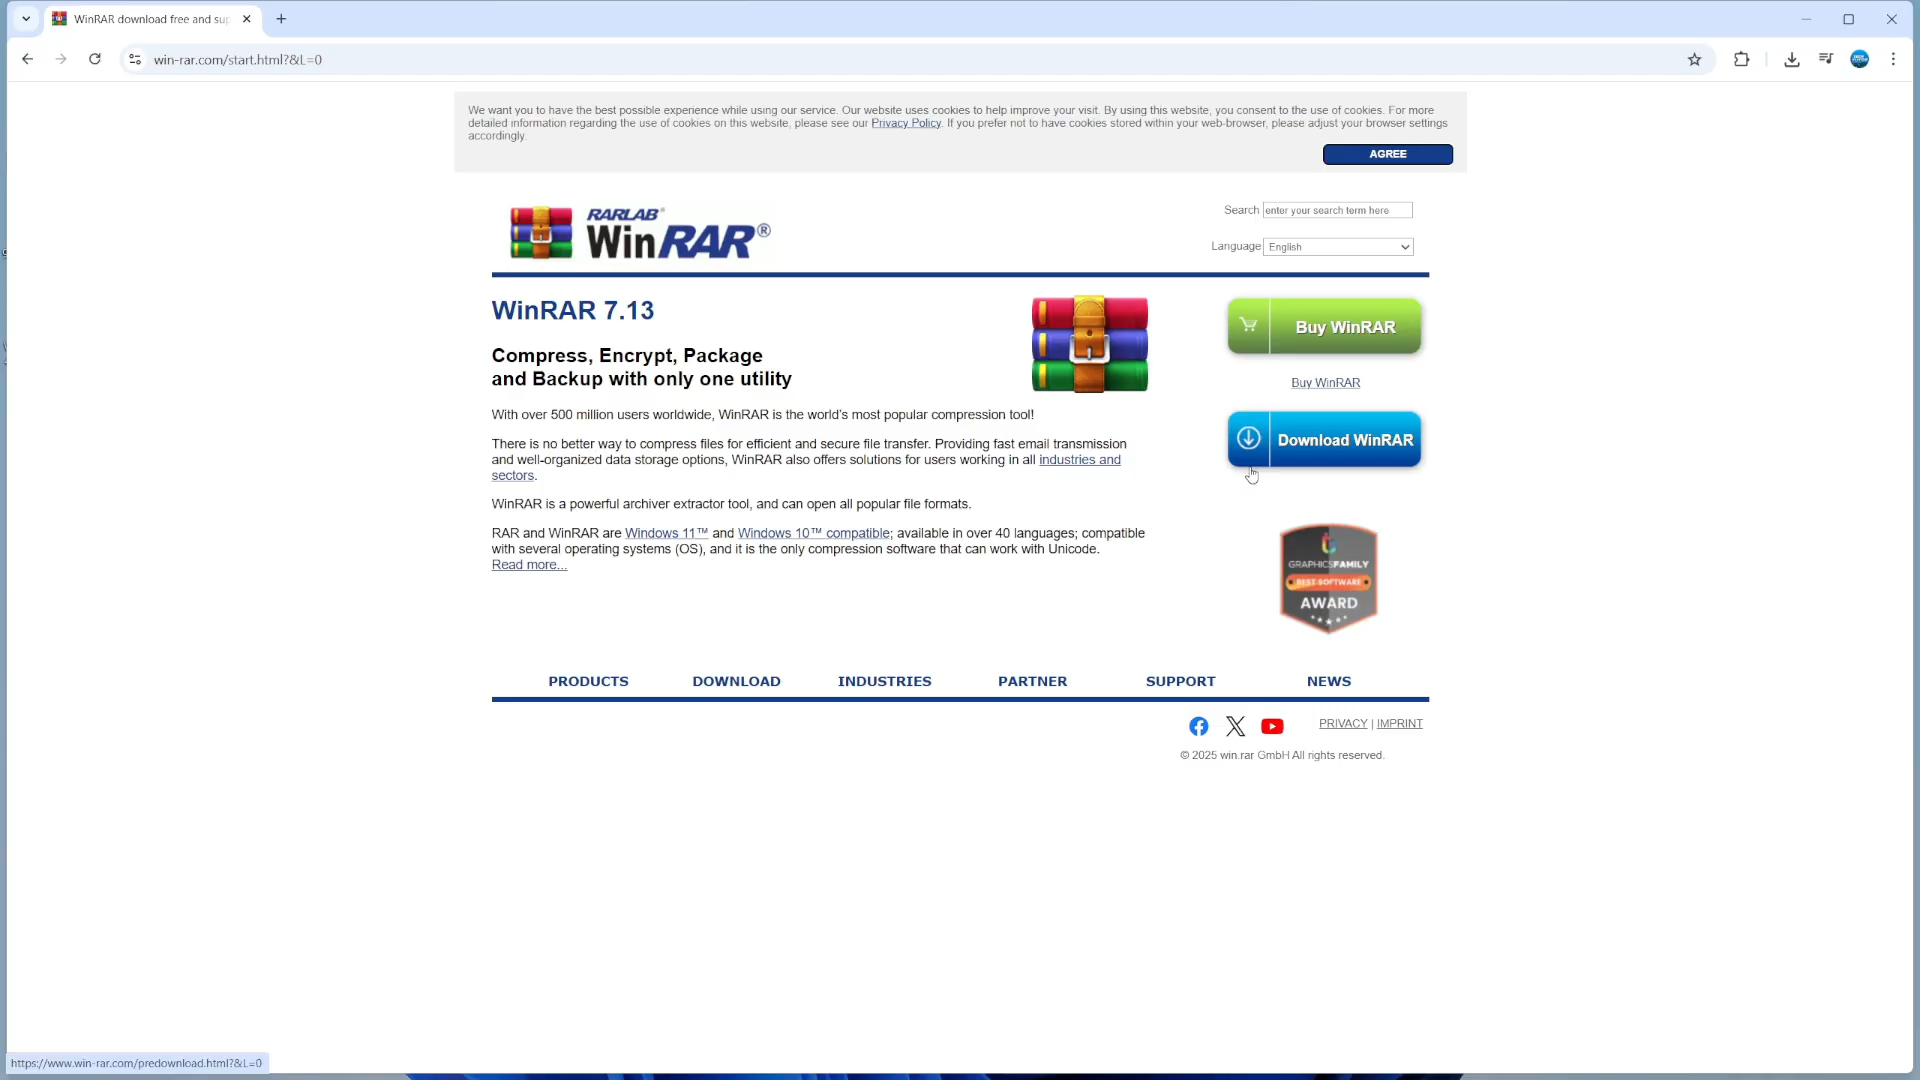 WinRAR download free and sup
win-rar.com/start.html?&L=0
We want you to have the best possible experience while using our service. Our website uses cookies to help improve your visit. By using this website, you consent to the use of cookies. For more
detailed information regarding the use of cookies on this website, please see our Privacy Policy. If you prefer not to have cookies stored within your web-browser, please adjust your browser settings
accordingly.
AGREE
RARLAB®
WinRAR®
Search enter your search term here
Language English
WinRAR 7.13
Compress, Encrypt, Package
and Backup with only one utility
With over 500 million users worldwide, WinRAR is the world's most popular compression tool!
There is no better way to compress files for efficient and secure file transfer. Providing fast email transmission
and well-organized data storage options, WinRAR also offers solutions for users working in all industries and
sectors.
WinRAR is a powerful archiver extractor tool, and can open all popular file formats.
RAR and WinRAR are Windows 11™ and Windows 10™ compatible; available in over 40 languages; compatible
with several operating systems (OS), and it is the only compression software that can work with Unicode.
Read more...
Buy WinRAR
Buy WinRAR
Download WinRAR
GRAPHICSFAMILY
BEST SOFTWARE
AWARD
PRODUCTS DOWNLOAD INDUSTRIES PARTNER SUPPORT NEWS
PRIVACY | IMPRINT
© 2025 win.rar GmbH All rights reserved.
https://www.win-rar.com/predownload.html?&L=0